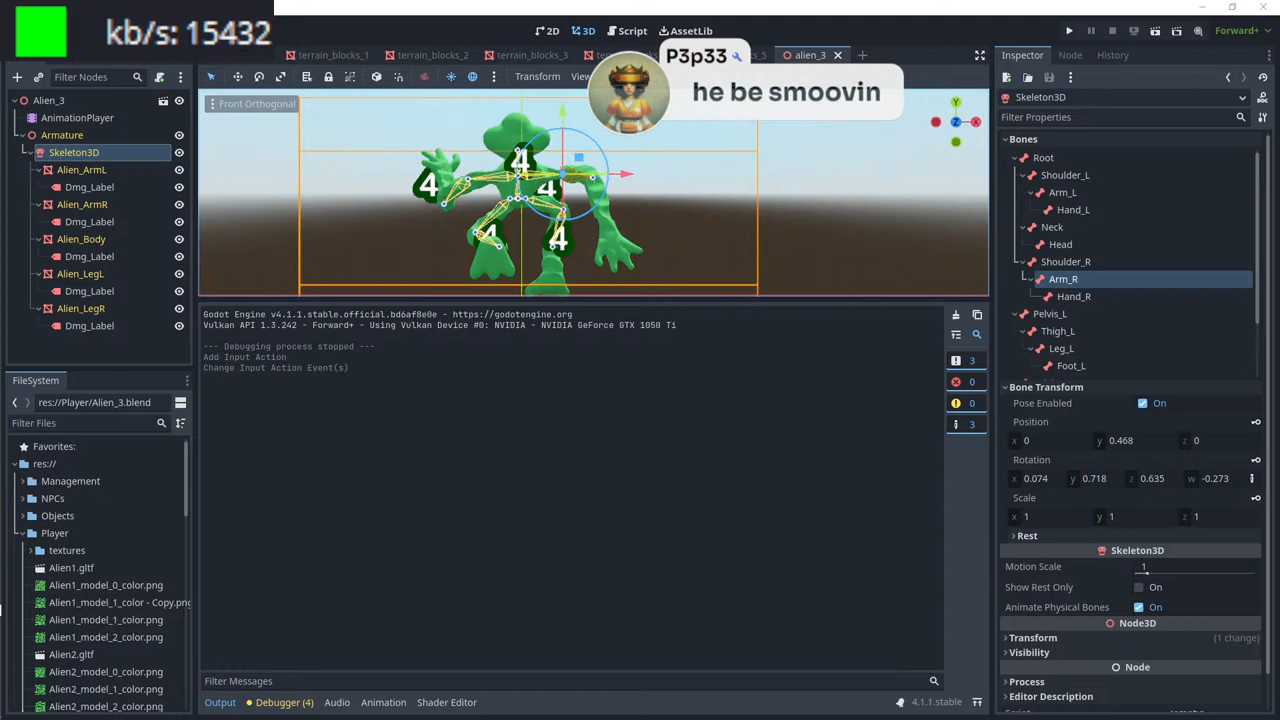 kb/s: 15432
2D
3D
Script
AssetLib
Forward+
terrain_blocks_1
terrain_blocks_2
terrain_blocks_3
alien_3
Inspector
Node
History
P3p33
he be smoovin
Filter Nodes
Transform
Front Orthogonal
Skeleton3D
Filter Properties
Alien_3
AnimationPlayer
Armature
Skeleton3D
Alien_ArmL
Dmg_Label
Alien_ArmR
Dmg_Label
Alien_Body
Dmg_Label
Alien_LegL
Dmg_Label
Alien_LegR
Dmg_Label
FileSystem
res://Player/Alien_3.blend
Filter Files
Favorites:
res://
Management
NPCs
Objects
Player
textures
Alien1.gltf
Alien1_model_0_color.png
Alien1_model_1_color - Copy.png
Alien1_model_1_color.png
Alien1_model_2_color.png
Alien2.gltf
Alien2_model_0_color.png
Alien2_model_1_color.png
Alien2_model_2_color.png
Y
X
Z
4
4
4
4
4
Godot Engine v4.1.1.stable.official.bd6af8e0e - https://godotengine.org
Vulkan API 1.3.242 - Forward+ - Using Vulkan Device #0: NVIDIA - NVIDIA GeForce GTX 1050 Ti
--- Debugging process stopped ---
Add Input Action
Change Input Action Event(s)
3
0
0
3
Filter Messages
Output
Debugger (4)
Audio
Animation
Shader Editor
4.1.1.stable
Bones
Root
Shoulder_L
Arm_L
Hand_L
Neck
Head
Shoulder_R
Arm_R
Hand_R
Pelvis_L
Thigh_L
Leg_L
Foot_L
Bone Transform
Pose Enabled
On
Position
x 0 y 0.468 z 0
Rotation
x 0.074 y 0.718 z 0.635 w -0.273
Scale
x 1 y 1 z 1
Rest
Skeleton3D
Motion Scale
1
Show Rest Only
On
Animate Physical Bones
On
Node3D
Transform
(1 change)
Visibility
Node
Process
Editor Description